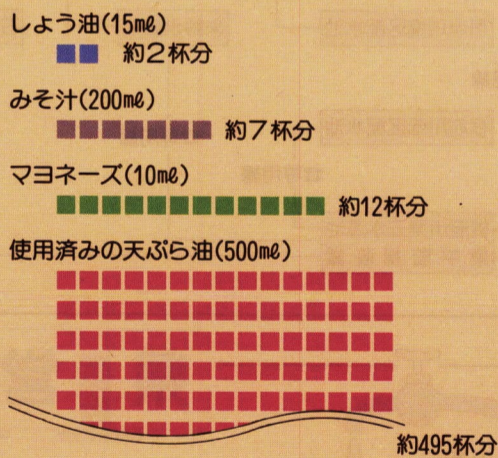 しょう油(15㎖)
約2杯分
みそ汁(200㎖)
約7杯分
マヨネーズ(10㎖)
約12杯分
使用済みの天ぷら油(500㎖)
約495杯分